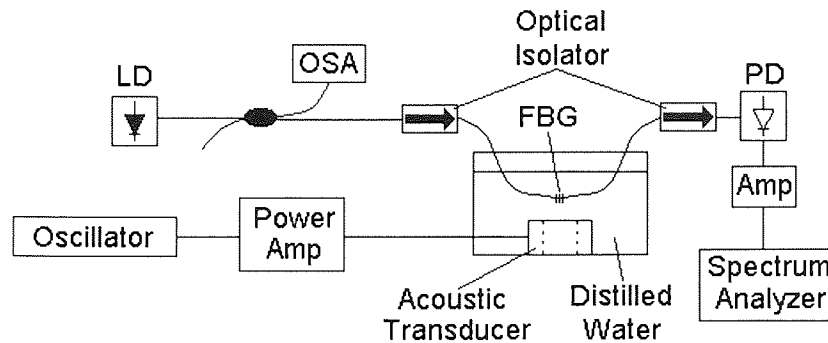 Optical
Isolator
LD
OSA
PD
FBG
Amp
Oscillator
Power
Amp
Acoustic
Transducer
Distilled
Water
Spectrum
Analyzer